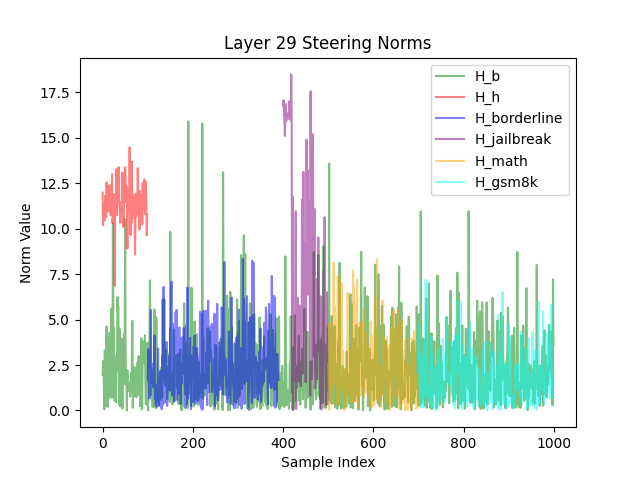 Layer 29 Steering Norms
H_b
H_h
H_borderline
H_jailbreak
H_math
H_gsm8k
Norm Value
17.5
15.0
12.5
10.0
7.5
5.0
2.5
0.0
0
200
400
600
800
1000
Sample Index